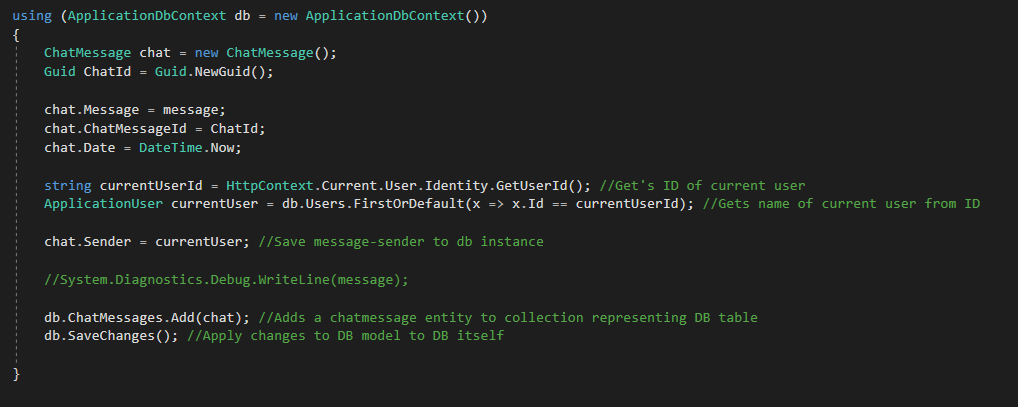 using (ApplicationDbContext db = new ApplicationDbContext())
{
ChatMessage chat = new ChatMessage();
Guid ChatId = Guid.NewGuid();
chat.Message = message;
chat.ChatMessageId = ChatId;
chat.Date = DateTime.Now;
string currentUserId = HttpContext.Current.User.Identity.GetUserId(); //Get's ID of current user
ApplicationUser currentUser = db.Users.FirstOrDefault(x => x.Id == currentUserId); //Gets name of current user from ID
chat.Sender = currentUser; //Save message-sender to db instance
//System.Diagnostics.Debug.WriteLine(message);
db.ChatMessages.Add(chat); //Adds a chatmessage entity to collection representing DB table
db.SaveChanges(); //Apply changes to DB model to DB itself
}